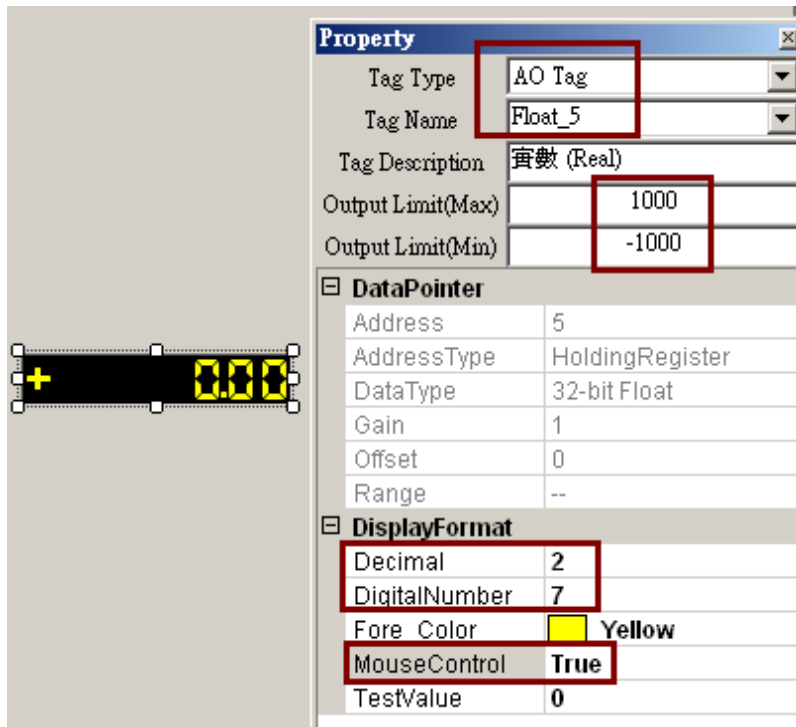 Property
Tag Type AO Tag
Tag Name Float_5
Tag Description 實數 (Real)
Output Limit(Max) 1000
Output Limit(Min) -1000
DataPointer
Address 5
AddressType HoldingRegister
DataType 32-bit Float
Gain 1
Offset 0
Range --
+ 0.00
DisplayFormat
Decimal 2
DigitalNumber 7
Fore_Color Yellow
MouseControl True
TestValue 0